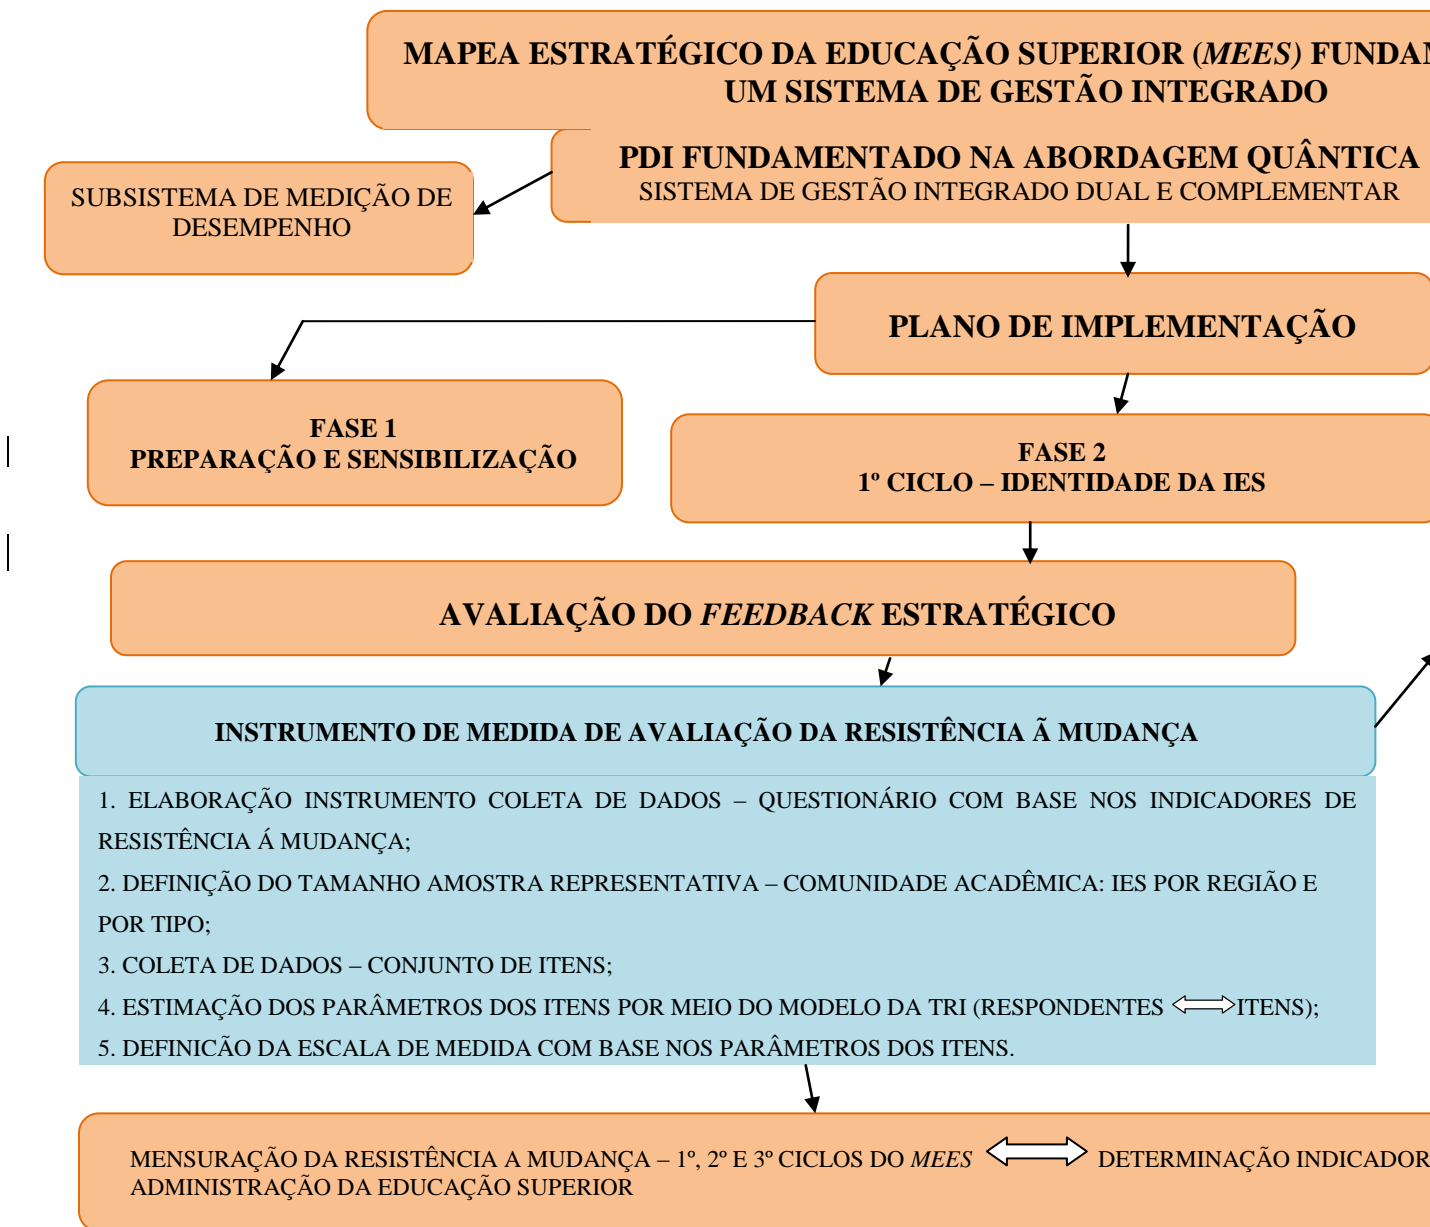 MAPEA ESTRATÉGICO DA EDUCAÇÃO SUPERIOR (MEES) 
UM SISTEMA DE GESTÃO INTEGRADO
PDI FUNDAMENTADO NA ABORDAGEM QUÂNTICA
SISTEMA DE GESTÃO INTEGRADO DUAL E COMPLEMENTAR
SUBSISTEMA DE MEDIÇÃO DE
DESEMPENHO
PLANO DE IMPLEMENTAÇÃO
FASE 1
PREPARAÇÃO E SENSIBILIZAÇÃO
FASE 2
1º CICLO – IDENTIDADE DA IES
AVALIAÇÃO DO FEEDBACK ESTRATÉGICO
INSTRUMENTO DE MEDIDA DE AVALIAÇÃO DA RESISTÊNCIA Ã MUDANÇA
1. ELABORAÇÃO INSTRUMENTO COLETA DE DADOS – QUESTIONÁRIO COM BASE NOS INDICADORES DE
RESISTÊNCIA Á MUDANÇA;
2. DEFINIÇÃO DO TAMANHO AMOSTRA REPRESENTATIVA – COMUNIDADE ACADÊMICA: IES POR REGIÃO E
POR TIPO;
3. COLETA DE DADOS – CONJUNTO DE ITENS;
4. ESTIMAÇÃO DOS PARÂMETROS DOS ITENS POR MEIO DO MODELO DA TRI (RESPONDENTES ITENS);
5. DEFINICÃO DA ESCALA DE MEDIDA COM BASE NOS PARÂMETROS DOS ITENS.
MENSURAÇÃO DA RESISTÊNCIA A MUDANÇA – 1º, 2º E 3º CICLOS DO MEES DETERMINAÇÃO INDICADOR
ADMINISTRAÇÃO DA EDUCAÇÃO SUPERIOR